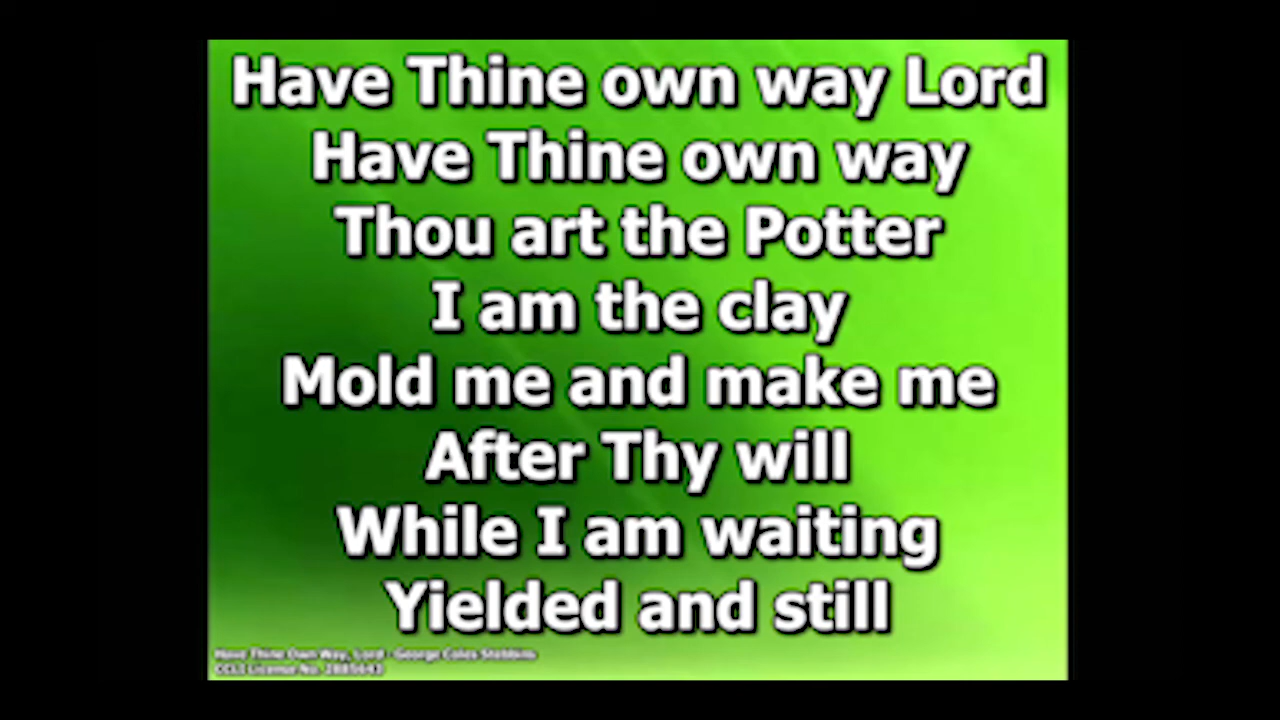 Have Thine own way Lord
Have Thine own way
Thou art the Potter
I am the clay
Mold me and make me
After Thy will
While I am waiting
Yielded and still
Have Thine Own Way, Lord - George Coles Stebbins
CCLI License No.